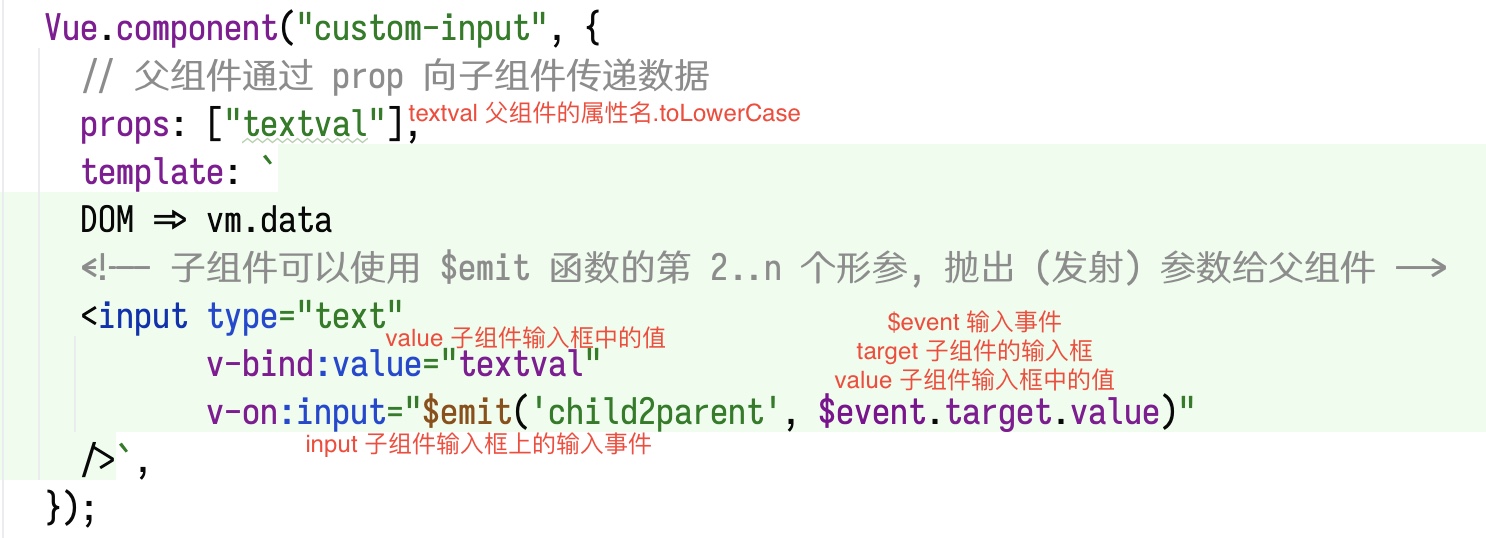 Vue.component("custom-input", {
// 父组件通过 prop 向子组件传递数据
props: ["textval"], textval 父组件的属性名.toLowerCase
template: `
DOM => vm.data
<!-- 子组件可以使用 $emit 函数的第 2..n 个形参, 抛出 (发射) 参数给父组件 -->
<input type="text"
$event 输入事件
value 子组件输入框中的值
target 子组件的输入框
v-bind:value="textval"
value 子组件输入框中的值
v-on:input="$emit('child2parent', $event.target.value)"
input 子组件输入框上的输入事件
/>`,
});